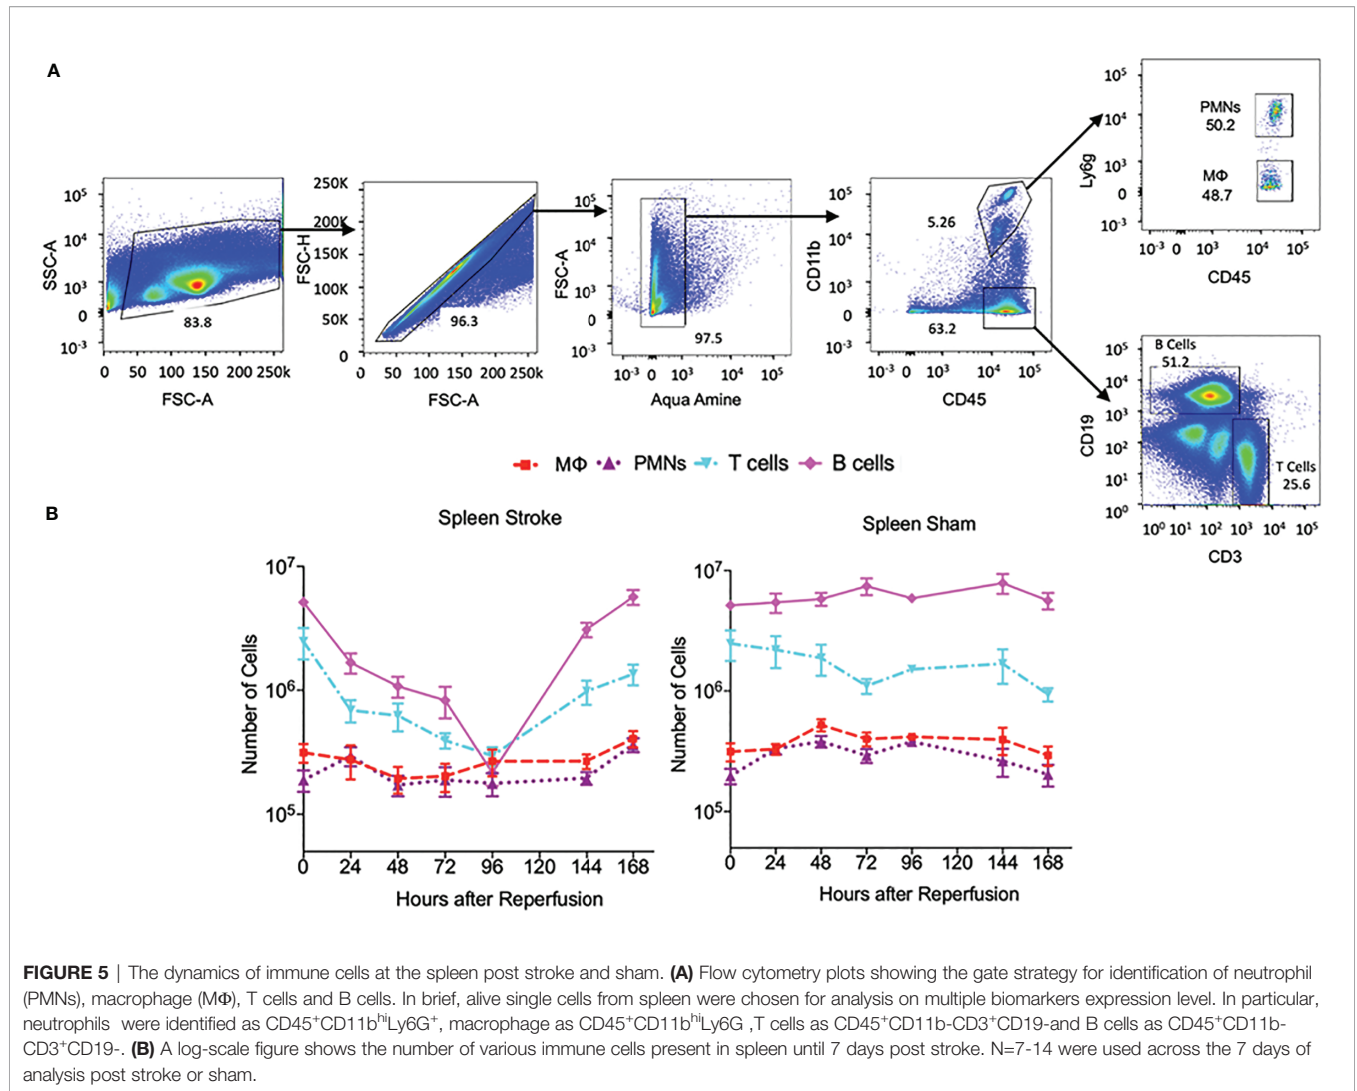 A
SSC-A
10⁵
10⁴
10³
0
10⁻³
83.8
0 50 100 150 200 250k
FSC-A
FSC-H
250K
200K
150K
100K
50K
0
96.3
0 50 100 150 200 250k
FSC-A
FSC-A
10⁵
10⁴
10³
0
10⁻³
97.5
10⁻³ 0 10³ 10⁴ 10⁵
Aqua Amine
CD11b
10⁵
10⁴
10³
0
10⁻³
5.26
63.2
10⁻³ 0 10³ 10⁴ 10⁵
CD45
Ly6g
10⁵
10⁴
10³
0
10⁻³
PMNs
50.2
MΦ
48.7
10⁻³ 0 10³ 10⁴ 10⁵
CD45
CD19
10⁵
10⁴
10³
10²
10¹
10⁰
B Cells
51.2
T Cells
25.6
10⁰ 10¹ 10² 10³ 10⁴ 10⁵
CD3
MΦ PMNs T cells B cells
B
Spleen Stroke
Number of Cells
10⁷
10⁶
10⁵
0 24 48 72 96 120 144 168
Hours after Reperfusion
Spleen Sham
Number of Cells
10⁷
10⁶
10⁵
0 24 48 72 96 120 144 168
Hours after Reperfusion
FIGURE 5 | The dynamics of immune cells at the spleen post stroke and sham. (A) Flow cytometry plots showing the gate strategy for identification of neutrophil
(PMNs), macrophage (MΦ), T cells and B cells. In brief, alive single cells from spleen were chosen for analysis on multiple biomarkers expression level. In particular,
neutrophils were identified as CD45⁺CD11bʰⁱLy6G⁺, macrophage as CD45⁺CD11bʰⁱLy6G ,T cells as CD45⁺CD11b-CD3⁺CD19-and B cells as CD45⁺CD11b-
CD3⁺CD19-. (B) A log-scale figure shows the number of various immune cells present in spleen until 7 days post stroke. N=7-14 were used across the 7 days of
analysis post stroke or sham.